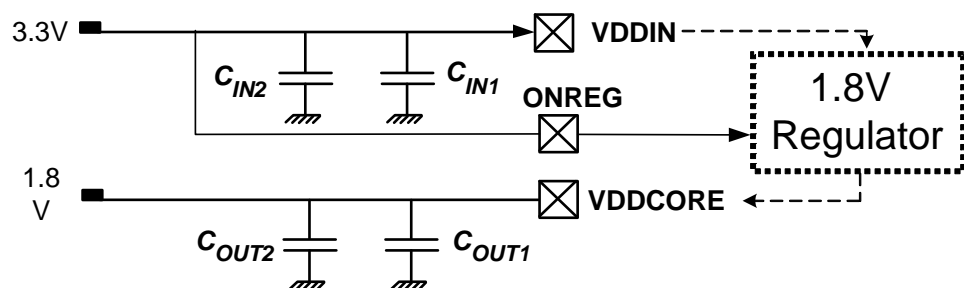 3.3V
VDDIN
C_IN2
C_IN1
1.8V
Regulator
ONREG
1.8
V
VDDCORE
C_OUT2
C_OUT1